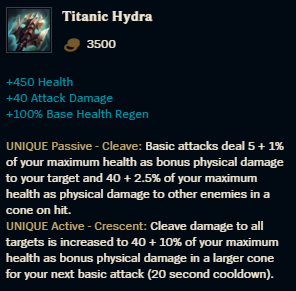 Titanic Hydra
3500
+450 Health
+40 Attack Damage
+100% Base Health Regen
UNIQUE Passive - Cleave: Basic attacks deal 5 + 1%
of your maximum health as bonus physical damage
to your target and 40 + 2.5% of your maximum
health as physical damage to other enemies in a
cone on hit.
UNIQUE Active - Crescent: Cleave damage to all
targets is increased to 40 + 10% of your maximum
health as bonus physical damage in a larger cone
for your next basic attack (20 second cooldown).